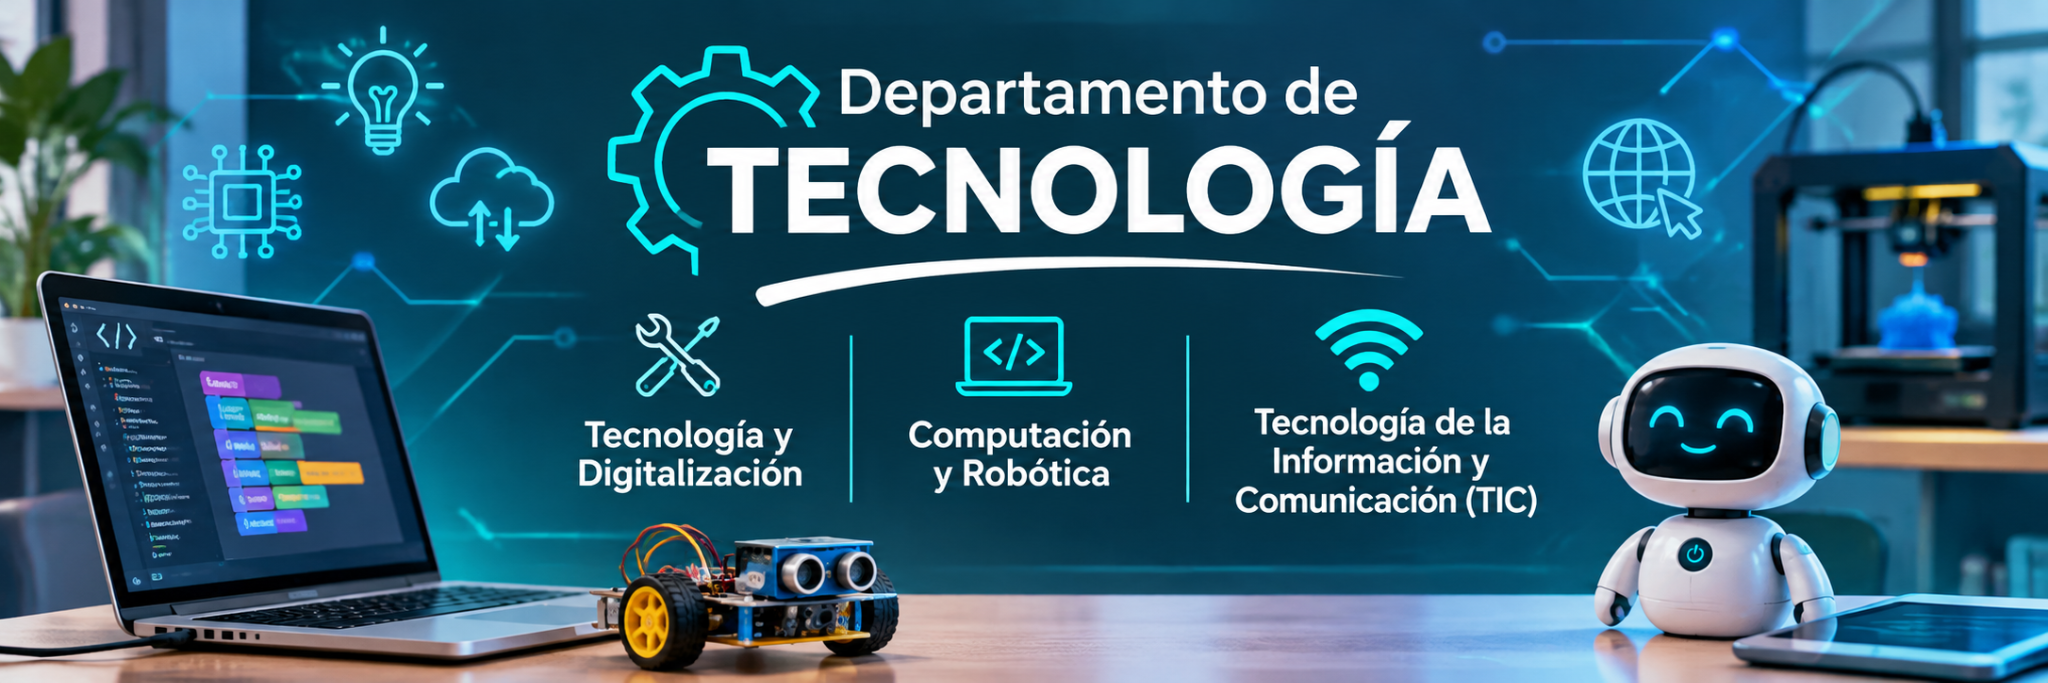 Departamento de
TECNOLOGÍA
Tecnología y
Digitalización
Computación
y Robótica
Tecnología de la
Información y
Comunicación (TIC)
</>
</>